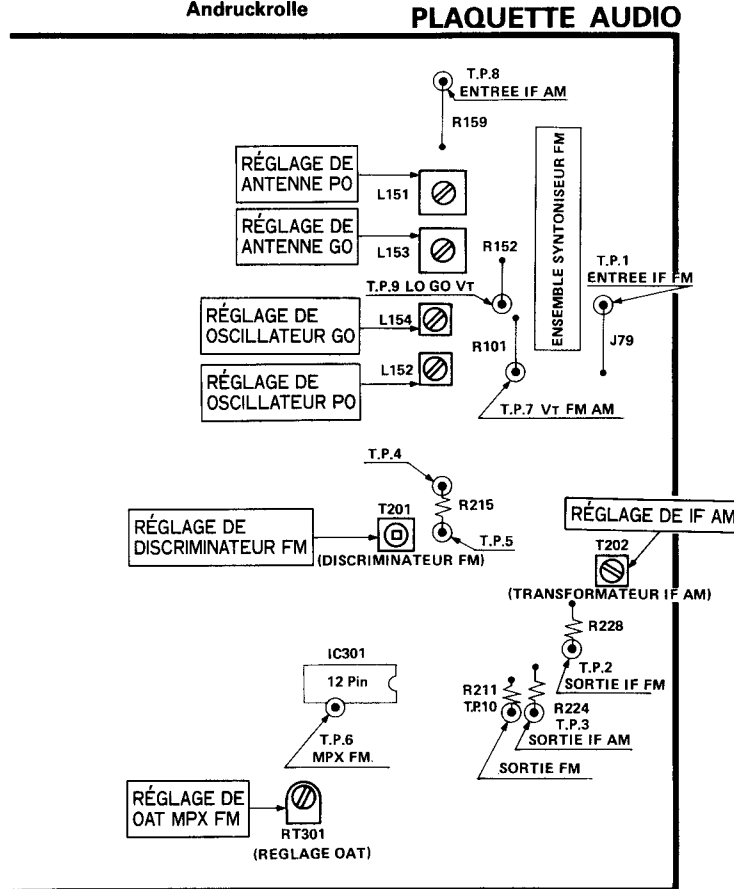 Andruckrolle
PLAQUETTE AUDIO
T.P.8
ENTREE IF AM
R159
RÉGLAGE DE
ANTENNE PO
L151
RÉGLAGE DE
ANTENNE GO
L153
R152
ENSEMBLE SYNTONISEUR FM
T.P.1
ENTREE IF FM
T.P.9 LO GO VT
RÉGLAGE DE
OSCILLATEUR GO
L154
R101
J79
RÉGLAGE DE
OSCILLATEUR PO
L152
T.P.7 VT FM AM
T.P.4
R215
T201
RÉGLAGE DE
DISCRIMINATEUR FM
(DISCRIMINATEUR FM)
T.P.5
RÉGLAGE DE IF AM
T202
(TRANSFORMATEUR IF AM)
R228
IC301
12 Pin
T.P.2
SORTIE IF FM
R211
T.P.10
R224
T.P.3
SORTIE IF AM
T.P.6
MPX FM.
SORTIE FM
RÉGLAGE DE
OAT MPX FM
RT301
(REGLAGE OAT)